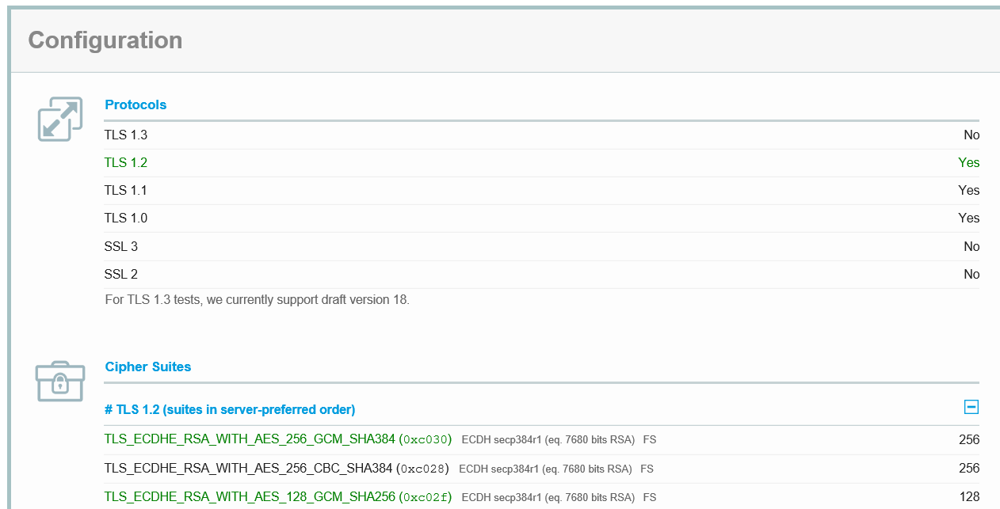 Configuration
Protocols
TLS 1.3 No
TLS 1.2 Yes
TLS 1.1 Yes
TLS 1.0 Yes
SSL 3 No
SSL 2 No
For TLS 1.3 tests, we currently support draft version 18.
Cipher Suites
# TLS 1.2 (suites in server-preferred order)
TLS_ECDHE_RSA_WITH_AES_256_GCM_SHA384 (0xc030) ECDH secp384r1 (eq. 7680 bits RSA) FS 256
TLS_ECDHE_RSA_WITH_AES_256_CBC_SHA384 (0xc028) ECDH secp384r1 (eq. 7680 bits RSA) FS 256
TLS_ECDHE_RSA_WITH_AES_128_GCM_SHA256 (0xc02f) ECDH secp384r1 (eq. 7680 bits RSA) FS 128